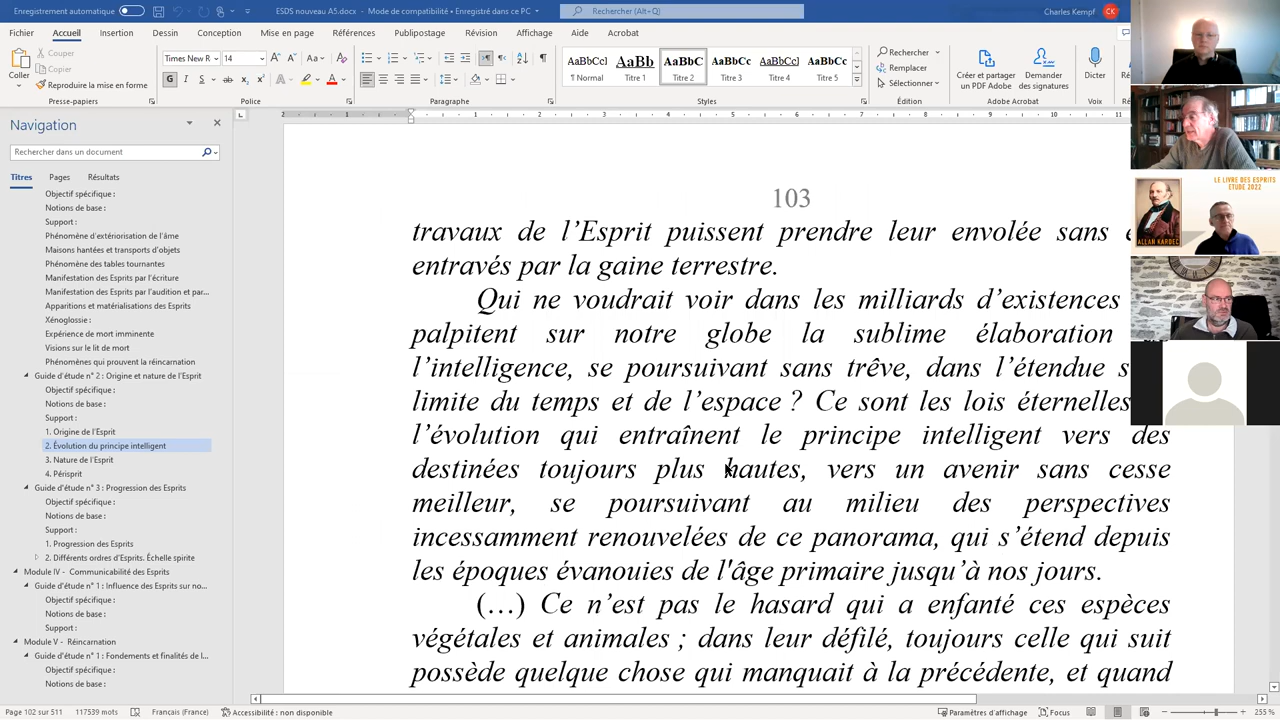 Enregistrement automatique
ESDS nouveau A5.docx - Mode de compatibilité • Enregistré dans ce PC
Rechercher (Alt+Q)
Charles Kempf
CK
Fichier Accueil Insertion Dessin Conception Mise en page Références Publipostage Révision Affichage Aide Acrobat
Coller
Couper
Copier
Reproduire la mise en forme
Presse-papiers
Times New R 14
G I S
Police
Paragraphe
AaBbCcI AaBb AaBbC AaBbCc AaBbCcI AaBbCc
¶ Normal Titre 1 Titre 2 Titre 3 Titre 4 Titre 5
Styles
Rechercher
Remplacer
Sélectionner
Édition
Créer et partager
un PDF Adobe
Demander
des signatures
Adobe Acrobat
Dicter
Voix
Navigation
Rechercher dans un document
Titres Pages Résultats
Objectif spécifique :
Notions de base :
Support :
Phénomène d'extériorisation de l'âme
Maisons hantées et transports d'objets
Phénomène des tables tournantes
Manifestation des Esprits par l'écriture
Manifestation des Esprits par l'audition et par...
Apparitions et matérialisations des Esprits
Xénoglossie :
Expérience de mort imminente
Visions sur le lit de mort
Phénomènes qui prouvent la réincarnation
Guide d'étude n° 2 : Origine et nature de l'Esprit
Objectif spécifique :
Notions de base :
Support :
1. Origine de l'Esprit
2. Évolution du principe intelligent
3. Nature de l'Esprit
4. Périsprit
Guide d'étude n° 3 : Progression des Esprits
Objectif spécifique :
Notions de base :
Support :
1. Progression des Esprits
2. Différents ordres d'Esprits. Échelle spirite
Module IV - Communicabilité des Esprits
Guide d'étude n° 1 : Influence des Esprits sur no...
Objectif spécifique :
Notions de base :
Support :
Module V - Réincarnation
Guide d'étude n° 1 : Fondements et finalités de l...
Objectif spécifique :
Notions de base :
103
travaux de l’Esprit puissent prendre leur envolée sans
entravés par la gaine terrestre.
Qui ne voudrait voir dans les milliards d’existences
palpitent sur notre globe la sublime élaboration
l’intelligence, se poursuivant sans trêve, dans l’étendue s
limite du temps et de l’espace ? Ce sont les lois éternelles
l’évolution qui entraînent le principe intelligent vers des
destinées toujours plus hautes, vers un avenir sans cesse
meilleur, se poursuivant au milieu des perspectives
incessamment renouvelées de ce panorama, qui s’étend depuis
les époques évanouies de l'âge primaire jusqu’à nos jours.
(…) Ce n’est pas le hasard qui a enfanté ces espèces
végétales et animales ; dans leur défilé, toujours celle qui suit
possède quelque chose qui manquait à la précédente, et quand
LE LIVRE DES ESPRITS
ETUDE 2022
ALLAN KARDEC
Page 102 sur 511 117539 mots Français (France) Accessibilité : non disponible
Paramètres d'affichage Focus 255 %